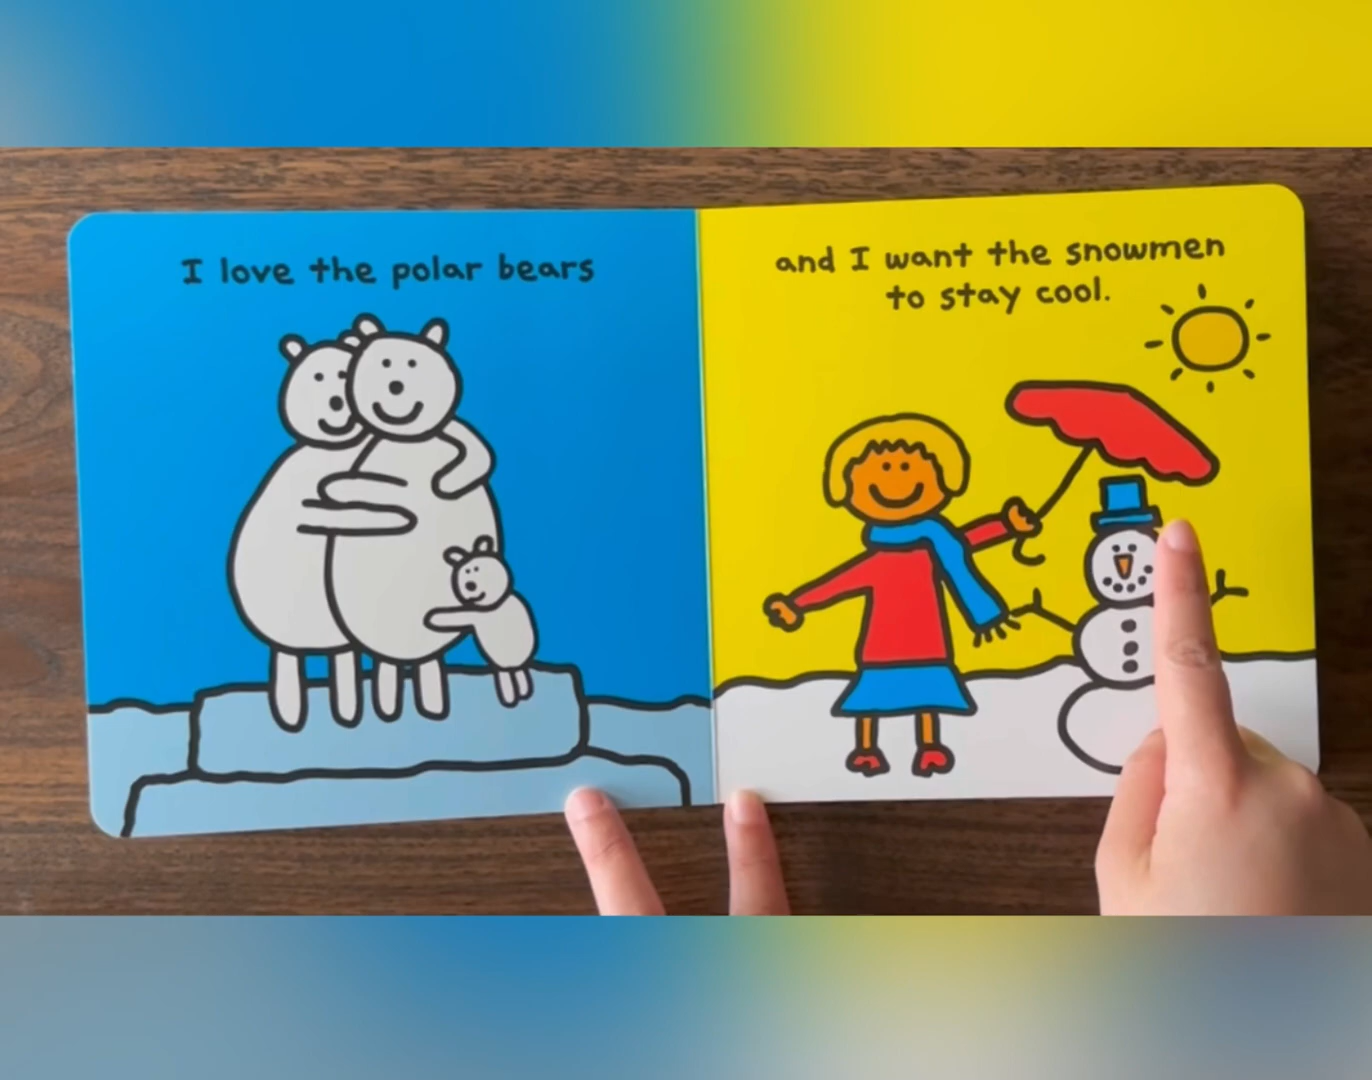 I love the polar bears
and I want the snowmen
to stay cool.